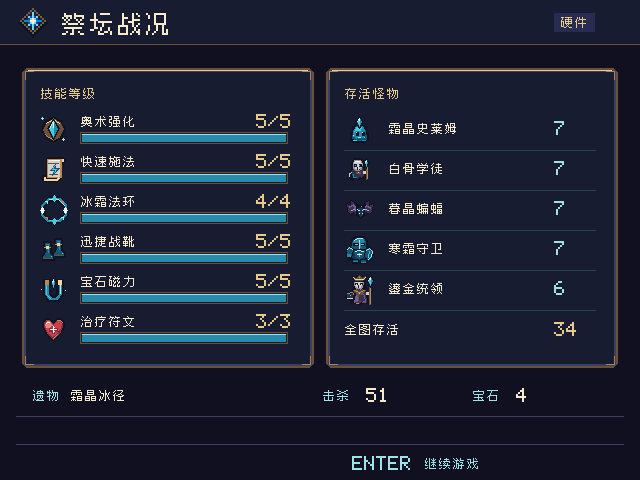 祭坛战况
硬件
技能等级
奥术强化 5/5
快速施法 5/5
冰霜法环 4/4
迅捷战靴 5/5
宝石磁力 5/5
治疗符文 3/3
存活怪物
霜晶史莱姆 7
白骨学徒 7
暮晶蝙蝠 7
寒霜守卫 7
鎏金统领 6
全图存活 34
遗物 霜晶冰径 击杀 51 宝石 4
ENTER 继续游戏